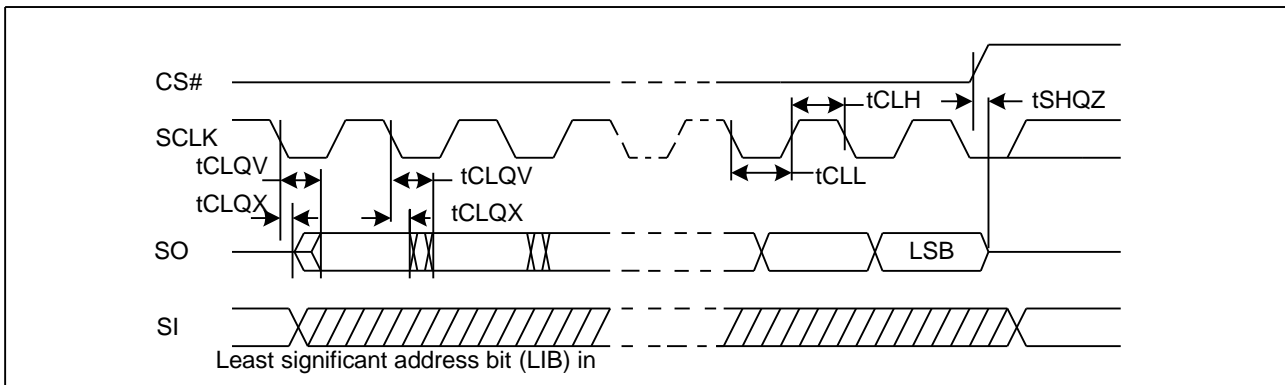 CS#
tCLH
tSHQZ
SCLK
tCLQV
tCLQV
tCLL
tCLQX
tCLQX
SO
LSB
SI
Least significant address bit (LIB) in